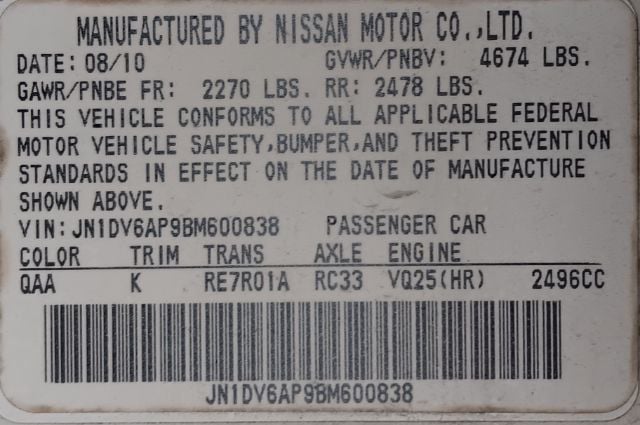 MANUFACTURED BY NISSAN MOTOR CO.,LTD.
DATE: 08/10 GVWR/PNBV: 4674 LBS.
GAWR/PNBE FR: 2270 LBS. RR: 2478 LBS.
THIS VEHICLE CONFORMS TO ALL APPLICABLE FEDERAL
MOTOR VEHICLE SAFETY,BUMPER,AND THEFT PREVENTION
STANDARDS IN EFFECT ON THE DATE OF MANUFACTURE
SHOWN ABOVE.
VIN: JN1DV6AP9BM600838 PASSENGER CAR
COLOR TRIM TRANS AXLE ENGINE
QAA K RE7R01A RC33 VQ25(HR) 2496CC
JN1DV6AP9BM600838